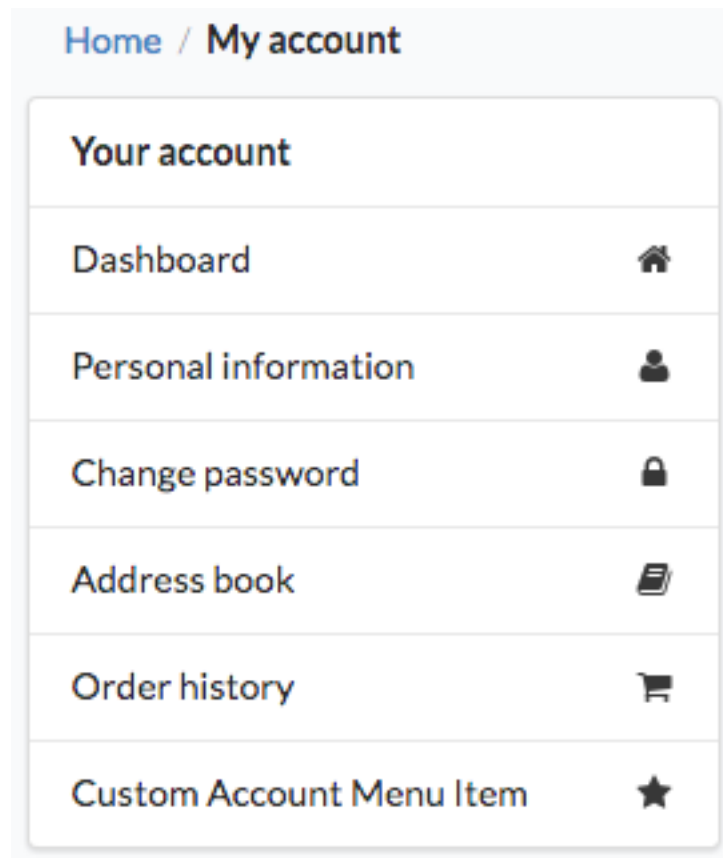 Home / My account
Your account
Dashboard
Personal information
Change password
Address book
Order history
Custom Account Menu Item